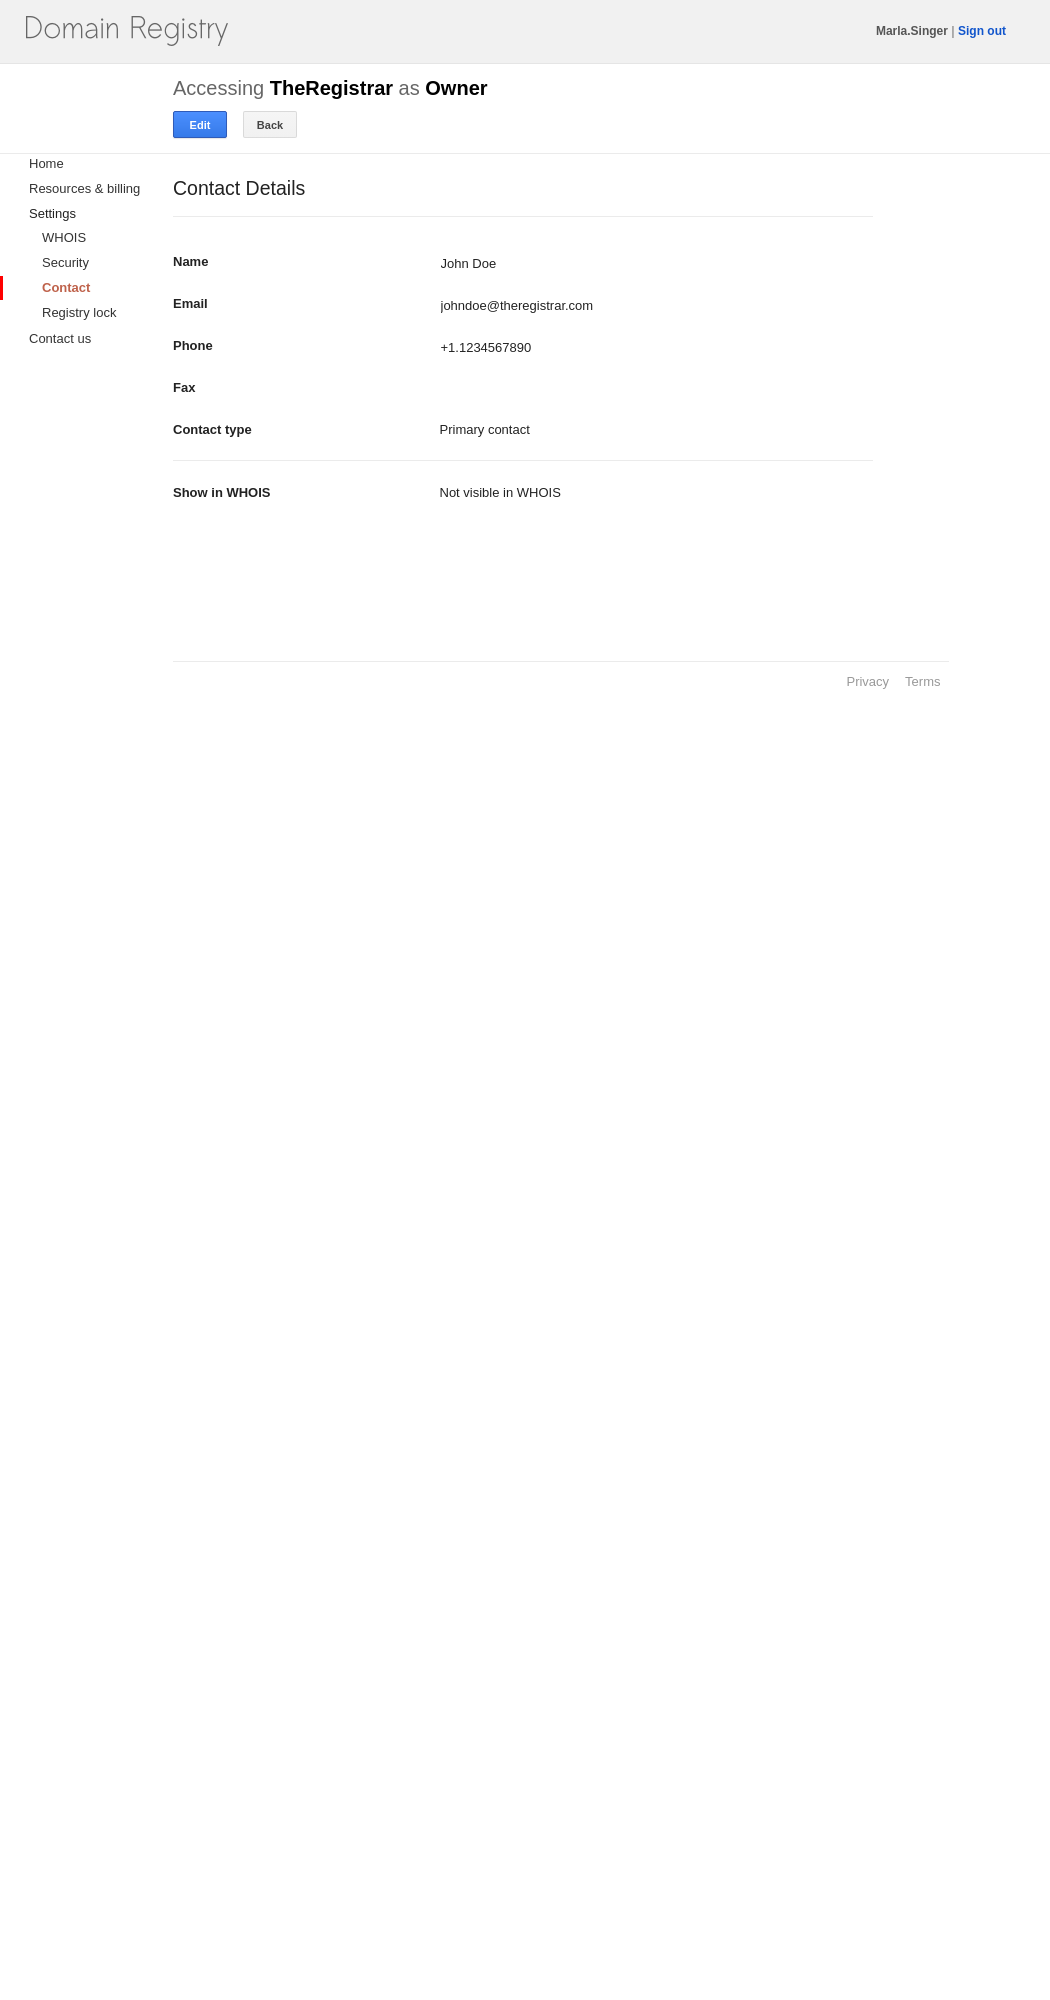 Domain Registry
Marla.Singer | Sign out
Accessing TheRegistrar as Owner
Edit Back
Home
Resources & billing
Settings
WHOIS
Security
Contact
Registry lock
Contact us
Contact Details
Name John Doe
Email johndoe@theregistrar.com
Phone +1.1234567890
Fax
Contact type Primary contact
Show in WHOIS Not visible in WHOIS
Privacy Terms